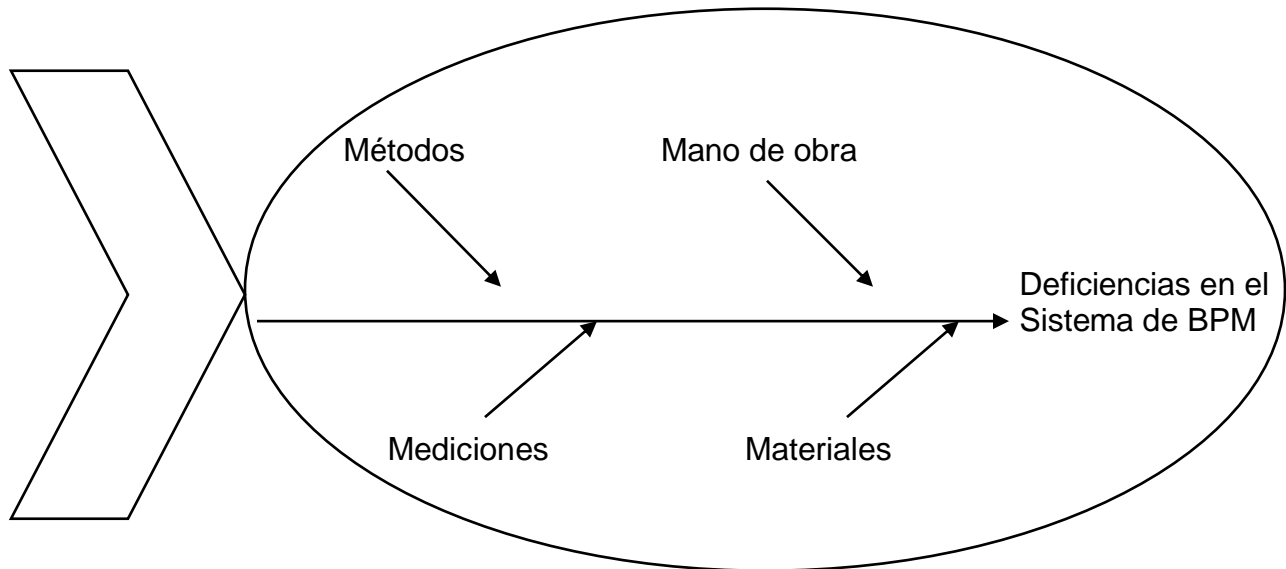 Métodos
Mano de obra
Deficiencias en el
Sistema de BPM
Mediciones
Materiales